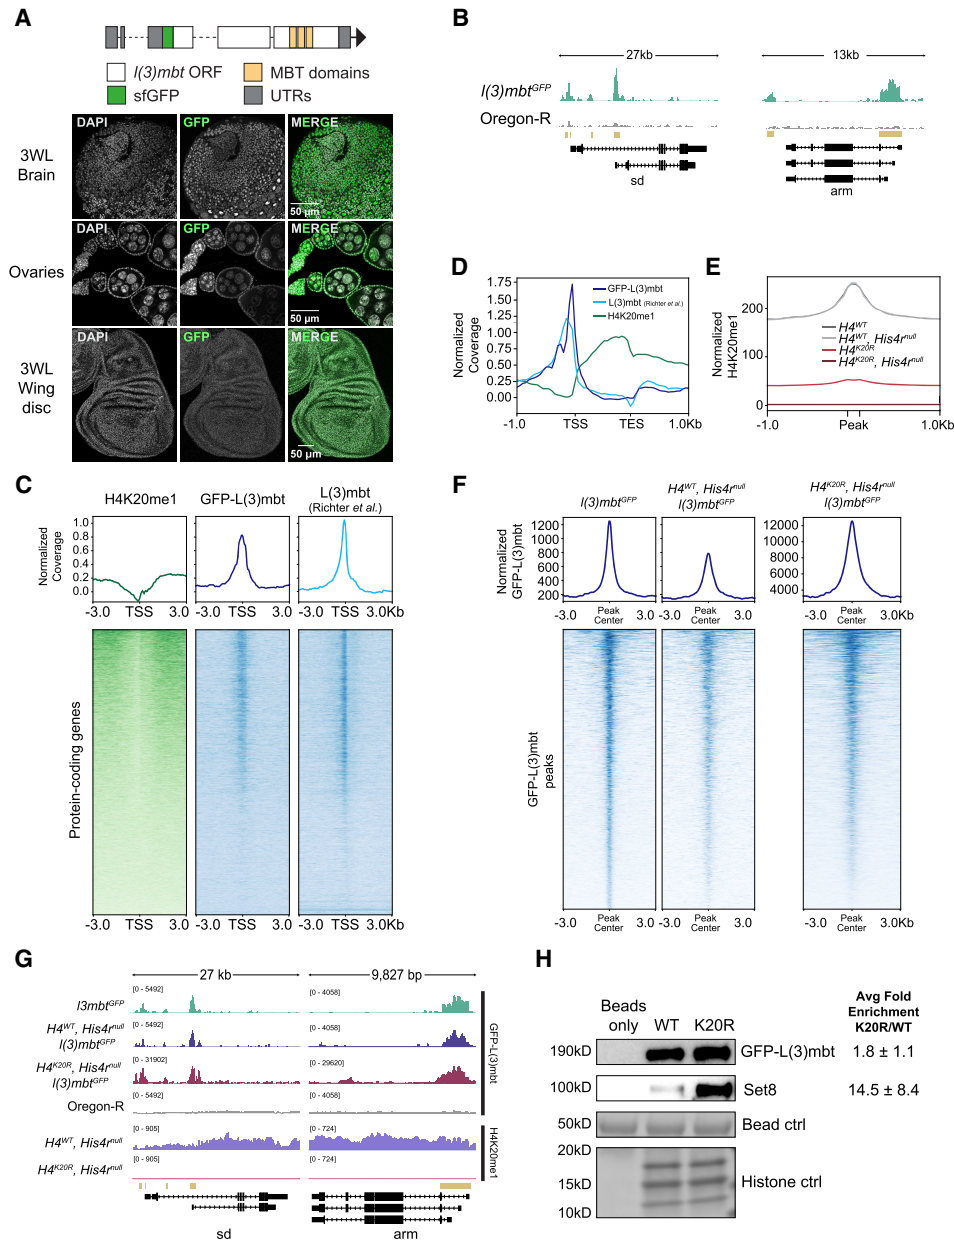 A
l(3)mbt ORF
MBT domains
sfGFP
UTRs
3WL
Brain
DAPI
GFP
MERGE
50 µm
Ovaries
DAPI
GFP
MERGE
50 µm
3WL
Wing
disc
DAPI
GFP
MERGE
50 µm
B
27kb
13kb
l(3)mbtGFP
Oregon-R
sd
arm
C
H4K20me1
GFP-L(3)mbt
L(3)mbt
(Richter et al.)
Normalized
Coverage
1.0
0.8
0.6
0.4
0.2
0.0
-3.0 TSS 3.0
-3.0 TSS 3.0
-3.0 TSS 3.0Kb
Protein-coding genes
-3.0 TSS 3.0
-3.0 TSS 3.0
-3.0 TSS 3.0Kb
D
Normalized
Coverage
1.75
1.50
1.25
1.00
0.75
0.50
0.25
0.00
GFP-L(3)mbt
L(3)mbt (Richter et al.)
H4K20me1
-1.0 TSS TES 1.0Kb
E
Normalized
H4K20me1
200
100
0
H4WT
H4WT, His4rnull
H4K20R
H4K20R, His4rnull
-1.0 Peak 1.0Kb
F
l(3)mbtGFP
H4WT, His4rnull
l(3)mbtGFP
H4K20R, His4rnull
l(3)mbtGFP
Normalized
GFP-L(3)mbt
1200
1000
800
600
400
200
12000
10000
8000
6000
4000
-3.0 Peak Center 3.0
-3.0 Peak Center 3.0
-3.0 Peak Center 3.0Kb
GFP-L(3)mbt
peaks
-3.0 Peak Center 3.0
-3.0 Peak Center 3.0
-3.0 Peak Center 3.0Kb
G
27 kb
9,827 bp
l3mbtGFP
[0 - 5492]
[0 - 4058]
H4WT, His4rnull
l(3)mbtGFP
[0 - 5492]
[0 - 4058]
H4K20R, His4rnull
l(3)mbtGFP
[0 - 31902]
[0 - 29620]
Oregon-R
[0 - 5492]
[0 - 4058]
GFP-L(3)mbt
H4WT, His4rnull
[0 - 905]
[0 - 724]
H4K20R, His4rnull
[0 - 905]
[0 - 724]
H4K20me1
sd
arm
H
Beads
only
WT
K20R
Avg Fold
Enrichment
K20R/WT
190kD
GFP-L(3)mbt
1.8 ± 1.1
100kD
Set8
14.5 ± 8.4
50kD
Bead ctrl
20kD
15kD
10kD
Histone ctrl